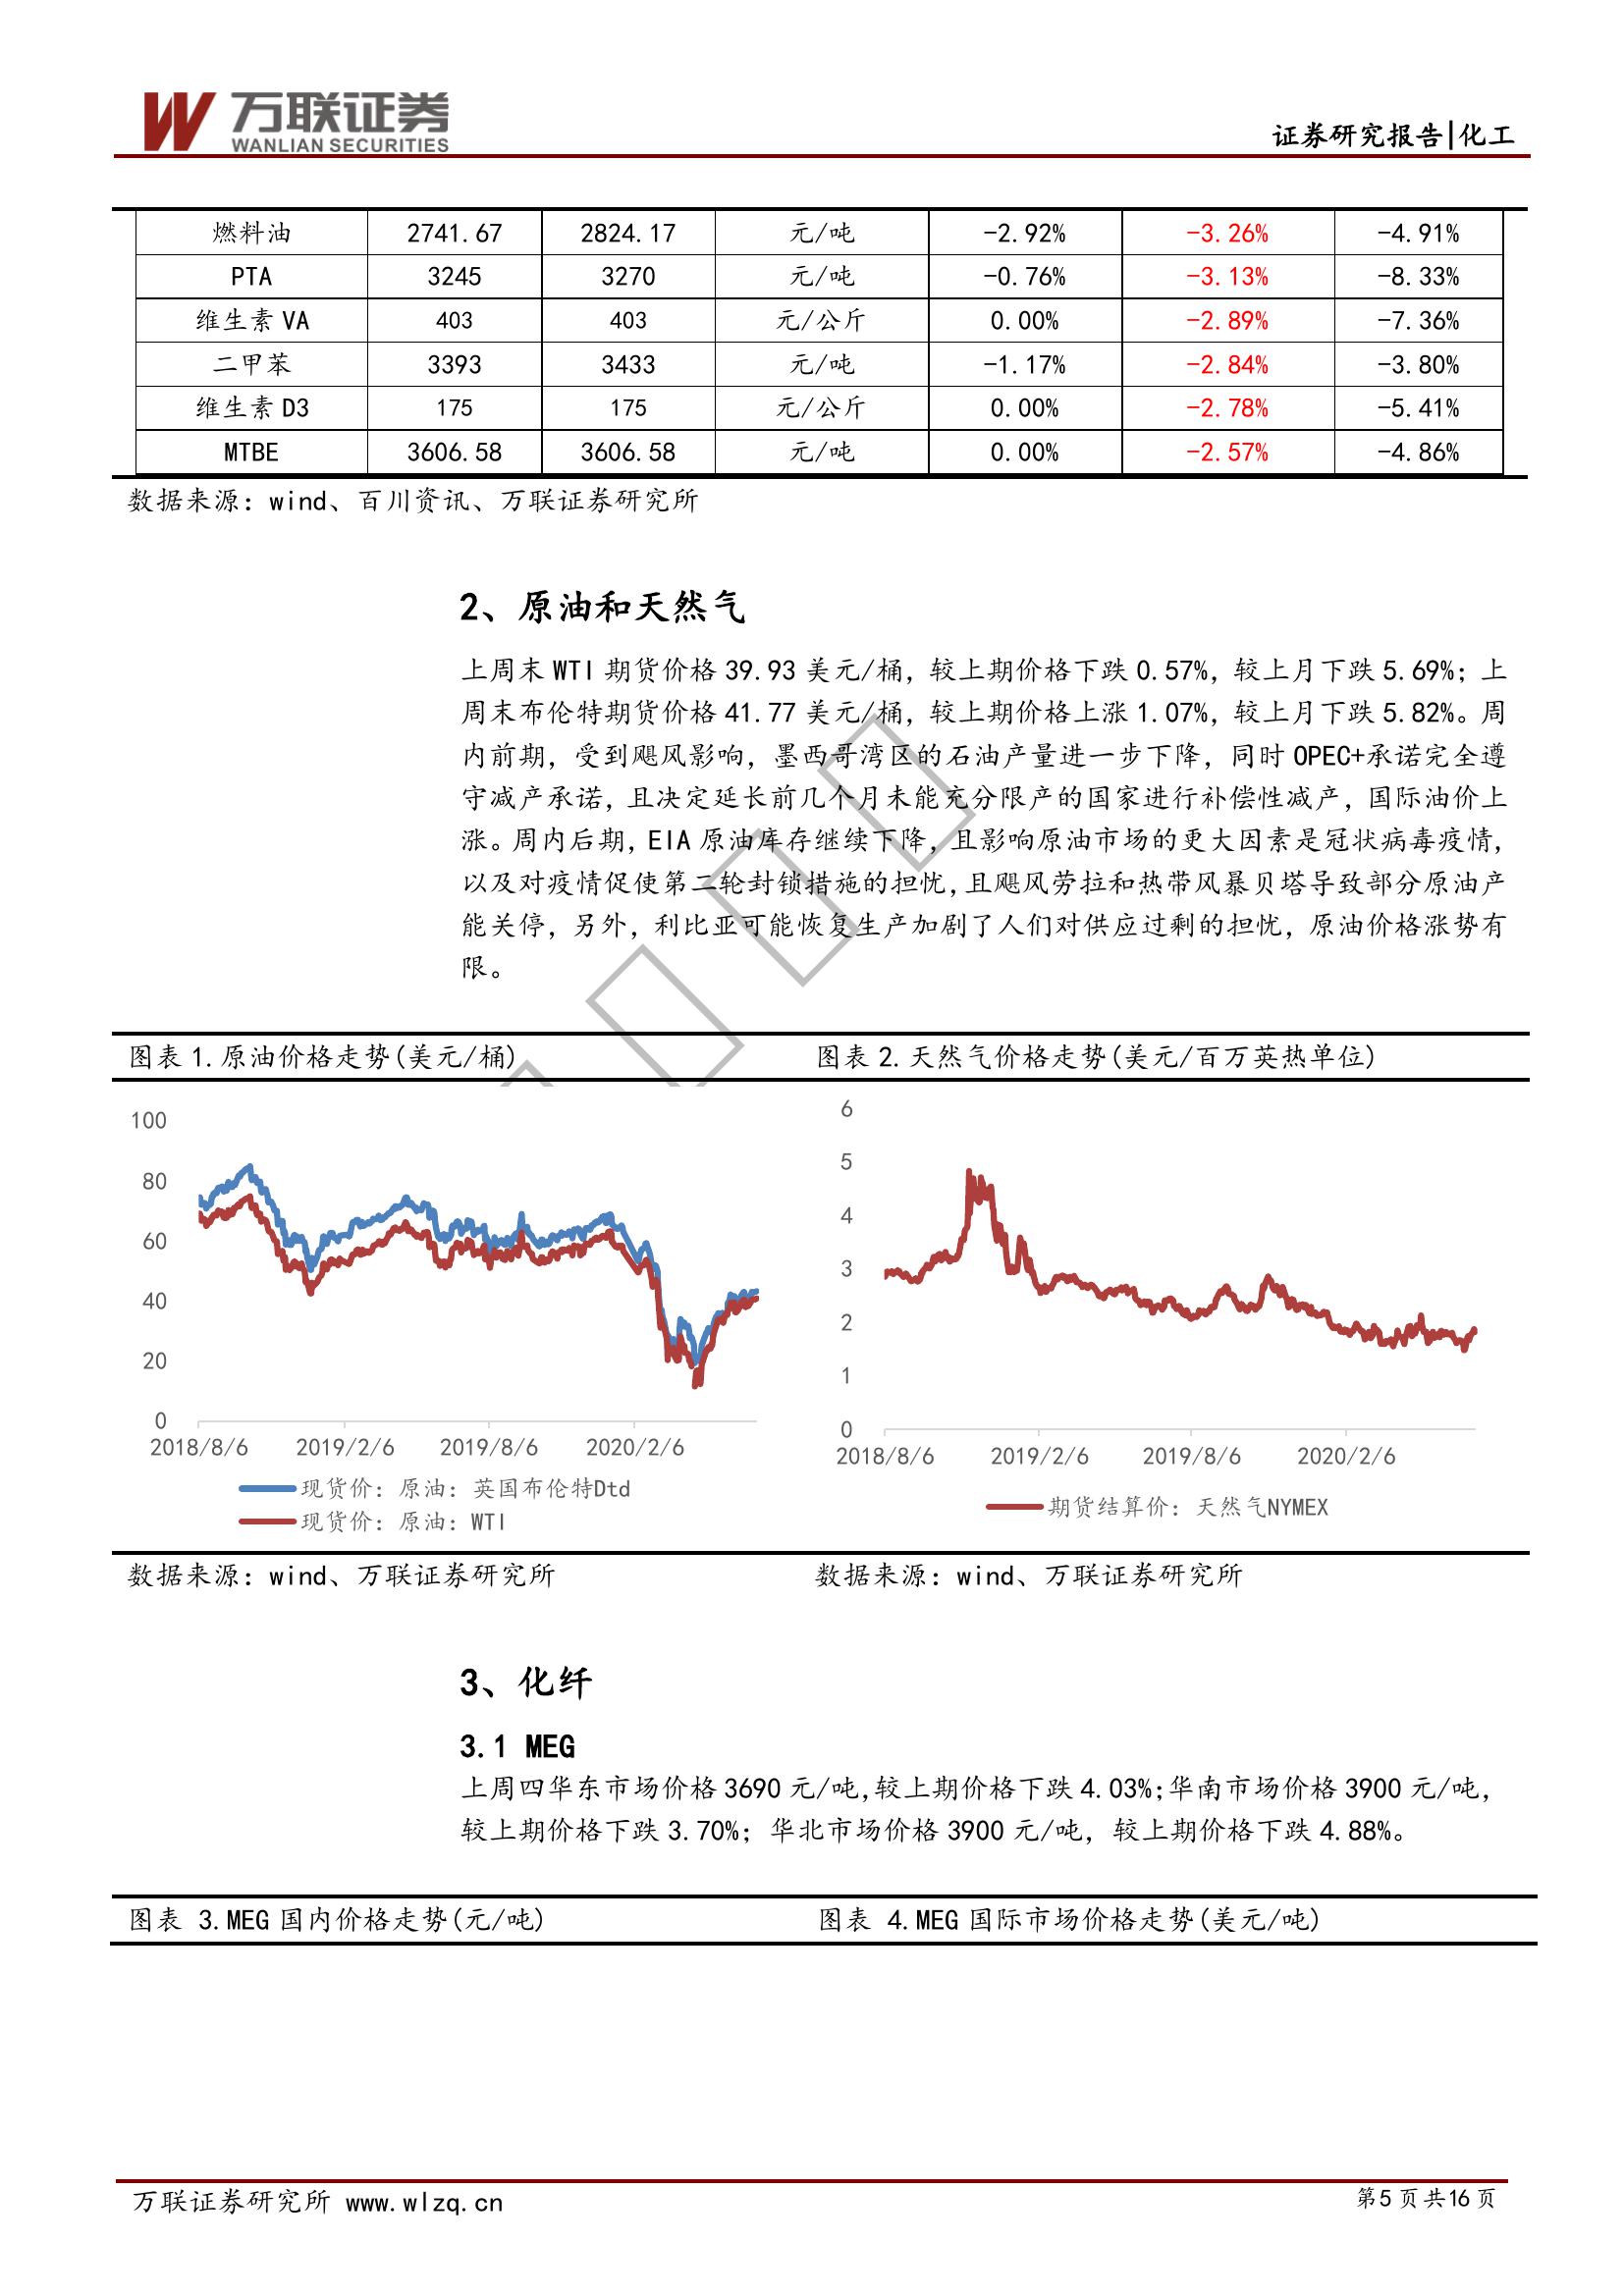 万联证券
WANLIAN SECURITIES
证券研究报告|化工
燃料油 2741.67 2824.17 元/吨 -2.92% -3.26% -4.91%
PTA 3245 3270 元/吨 -0.76% -3.13% -8.33%
维生素 VA 403 403 元/公斤 0.00% -2.89% -7.36%
二甲苯 3393 3433 元/吨 -1.17% -2.84% -3.80%
维生素 D3 175 175 元/公斤 0.00% -2.78% -5.41%
MTBE 3606.58 3606.58 元/吨 0.00% -2.57% -4.86%
数据来源：wind、百川资讯、万联证券研究所
2、原油和天然气
上周末 WTI 期货价格 39.93 美元/桶，较上期价格下跌 0.57%，较上月下跌 5.69%；上
周末布伦特期货价格 41.77 美元/桶，较上期价格上涨 1.07%，较上月下跌 5.82%。周
内前期，受到飓风影响，墨西哥湾区的石油产量进一步下降，同时 OPEC+承诺完全遵
守减产承诺，且决定延长前几个月未能充分限产的国家进行补偿性减产，国际油价上
涨。周内后期，EIA 原油库存继续下降，且影响原油市场的更大因素是冠状病毒疫情，
以及对疫情促使第二轮封锁措施的担忧，且飓风劳拉和热带风暴贝塔导致部分原油产
能关停，另外，利比亚可能恢复生产加剧了人们对供应过剩的担忧，原油价格涨势有
限。
图表 1.原油价格走势(美元/桶)
100
80
60
40
20
0
2018/8/6 2019/2/6 2019/8/6 2020/2/6
现货价：原油：英国布伦特Dtd
现货价：原油：WTI
数据来源：wind、万联证券研究所
图表 2.天然气价格走势(美元/百万英热单位)
6
5
4
3
2
1
0
2018/8/6 2019/2/6 2019/8/6 2020/2/6
期货结算价：天然气NYMEX
数据来源：wind、万联证券研究所
3、化纤
3.1 MEG
上周四华东市场价格 3690 元/吨，较上期价格下跌 4.03%；华南市场价格 3900 元/吨，
较上期价格下跌 3.70%；华北市场价格 3900 元/吨，较上期价格下跌 4.88%。
图表 3.MEG 国内价格走势(元/吨)
图表 4.MEG 国际市场价格走势(美元/吨)
万联证券研究所 www.wlzq.cn
第5页共16页